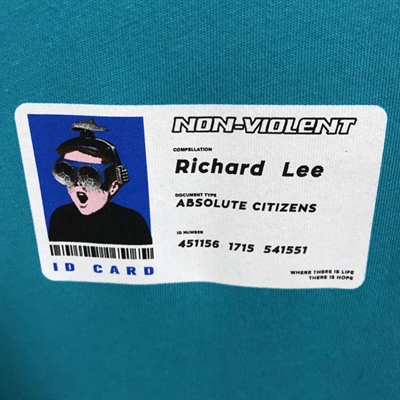 NON-VIOLENT
COMPELLATION
Richard Lee
DOCUMENT TYPE
ABSOLUTE CITIZENS
ID NUMBER
451156 1715 541551
ID CARD
WHERE THERE IS LIFE
THERE IS HOPE